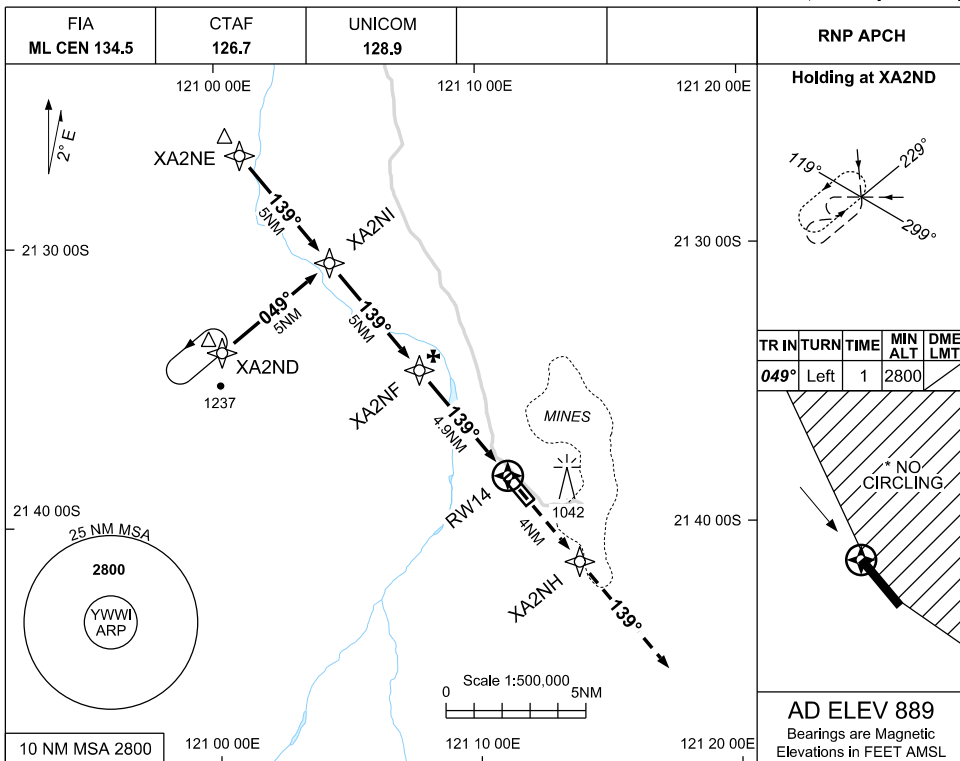 FIA
ML CEN 134.5
CTAF
126.7
UNICOM
128.9
RNP APCH
121 00 00E
121 10 00E
121 20 00E
2° E
XA2NE
139°
5NM
XA2NI
21 30 00S
21 30 00S
049°
5NM
139°
5NM
XA2ND
1237
XA2NF
139°
4.9NM
MINES
1042
RW14
4NM
XA2NH
139°
21 40 00S
21 40 00S
25 NM MSA
2800
YWWI
ARP
Scale 1:500,000
0
5NM
10 NM MSA 2800
121 00 00E
121 10 00E
121 20 00E
Holding at XA2ND
119°
229°
299°
TR IN TURN TIME MIN ALT DME LMT
049° Left 1 2800
* NO
CIRCLING
AD ELEV 889
Bearings are Magnetic
Elevations in FEET AMSL